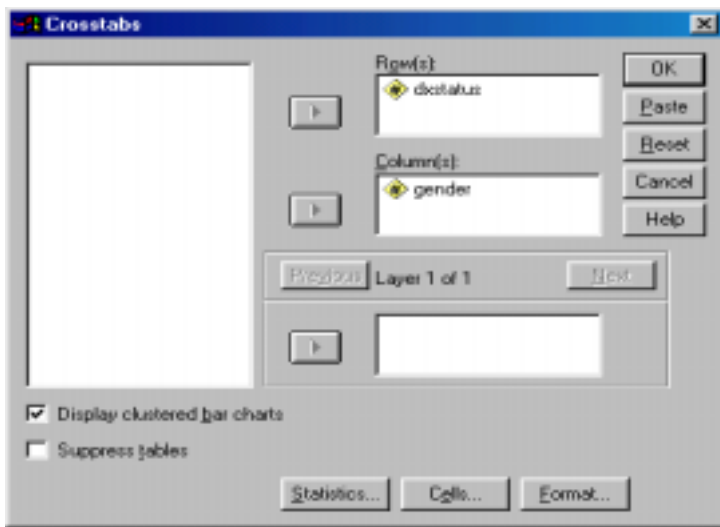 Crosstabs
Row(s):
dxstatus
Column(s):
gender
OK
Paste
Reset
Cancel
Help
Previous
Layer 1 of 1
Next
Display clustered bar charts
Suppress tables
Statistics...
Cells...
Format...